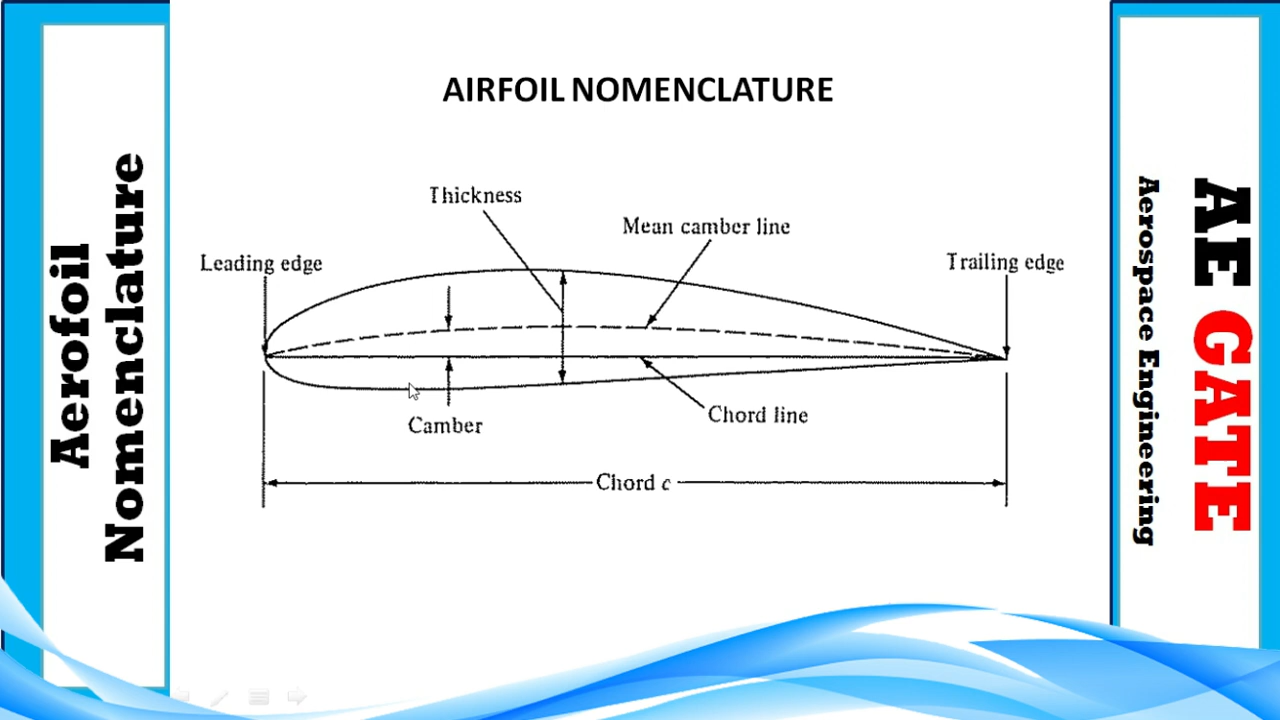 Aerofoil
Nomenclature
AIRFOIL NOMENCLATURE
Thickness
Mean camber line
Leading edge
Trailing edge
Camber
Chord line
Chord c
AE GATE
Aerospace Engineering